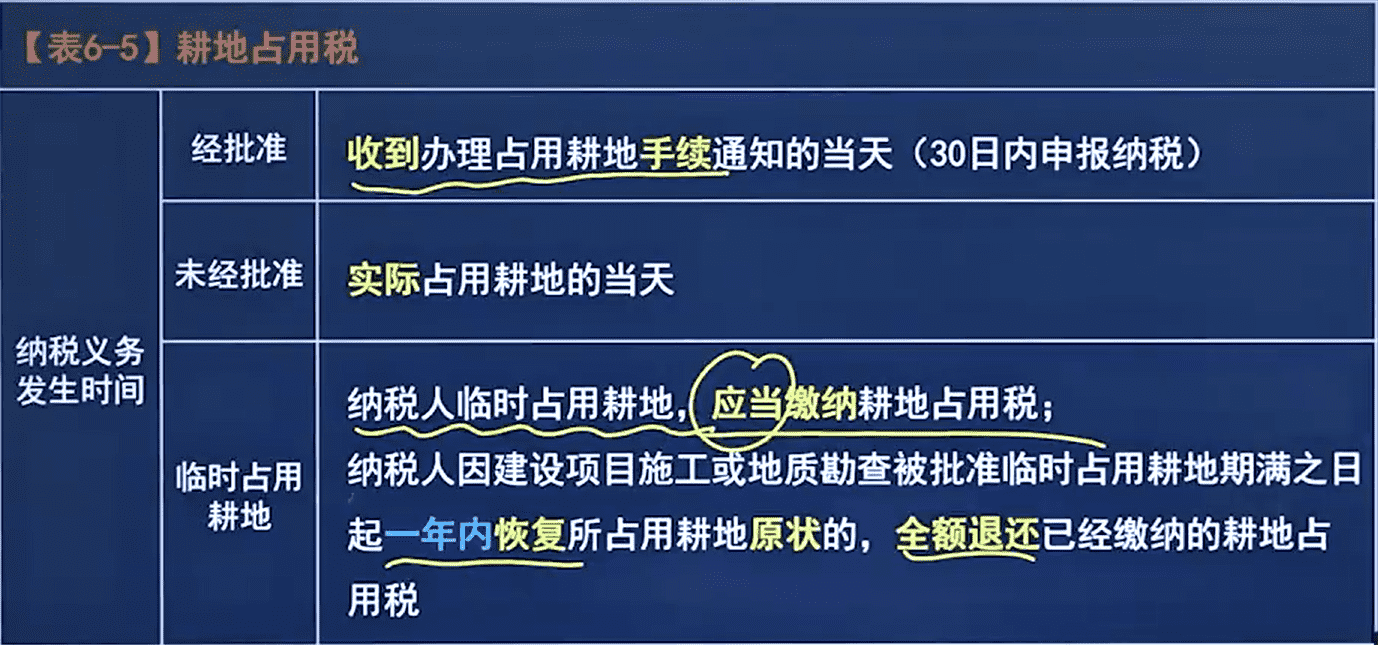 【表6-5】耕地占用税
纳税义务
发生时间
经批准
收到办理占用耕地手续通知的当天（30日内申报纳税）
未经批准
实际占用耕地的当天
临时占用
耕地
纳税人临时占用耕地，应当缴纳耕地占用税；
纳税人因建设项目施工或地质勘查被批准临时占用耕地期满之日
起一年内恢复所占用耕地原状的，全额退还已经缴纳的耕地占
用税